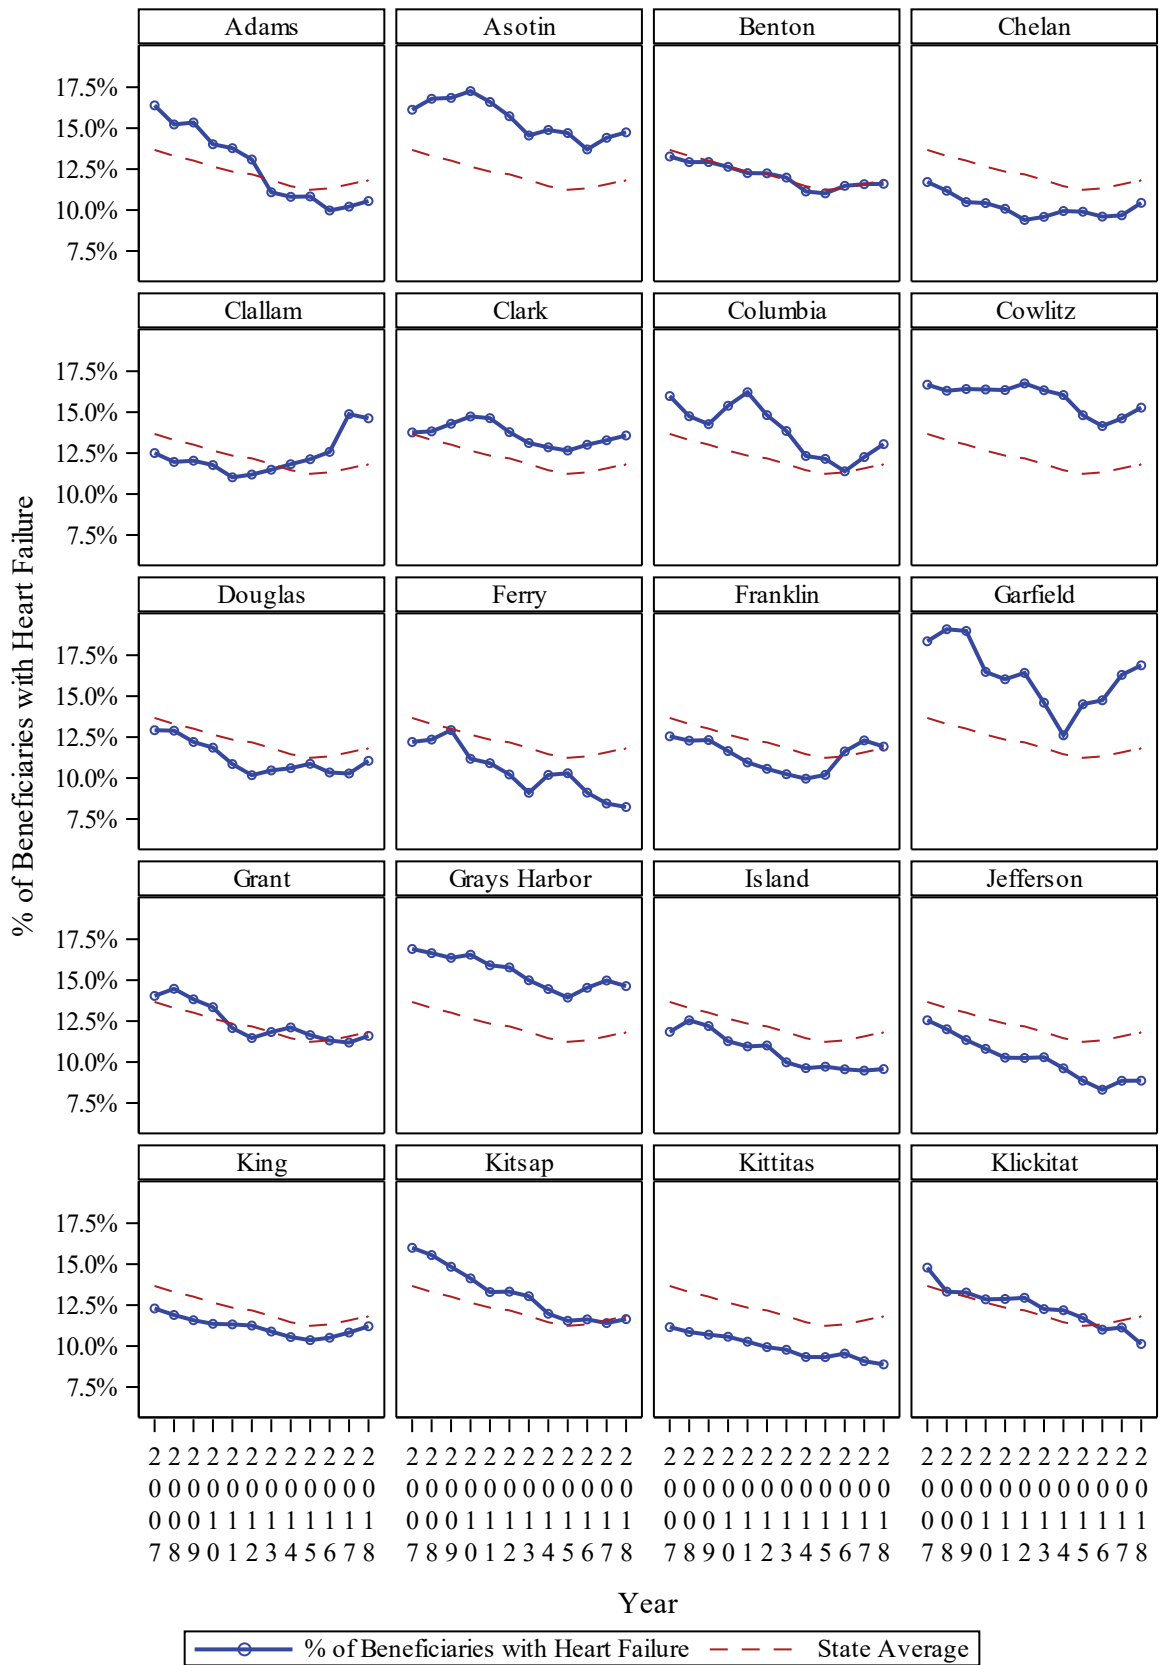 Adams Asotin Benton Chelan
17.5%
15.0%
12.5%
10.0%
7.5%
Clallam Clark Columbia Cowlitz
17.5%
15.0%
12.5%
10.0%
7.5%
% of Beneficiaries with Heart Failure
Douglas Ferry Franklin Garfield
17.5%
15.0%
12.5%
10.0%
7.5%
Grant Grays Harbor Island Jefferson
17.5%
15.0%
12.5%
10.0%
7.5%
King Kitsap Kittitas Klickitat
17.5%
15.0%
12.5%
10.0%
7.5%
2 2 2 2 2 2 2 2 2 2 2 2 2 2 2 2 2 2 2 2 2 2 2 2 2 2 2 2 2 2 2 2 2 2 2 2 2 2 2 2 2 2 2 2 2 2 2 2
0 0 0 0 0 0 0 0 0 0 0 0 0 0 0 0 0 0 0 0 0 0 0 0 0 0 0 0 0 0 0 0 0 0 0 0 0 0 0 0 0 0 0 0 0 0 0 0
0 0 0 1 1 1 1 1 1 1 1 1 0 0 0 1 1 1 1 1 1 1 1 1 0 0 0 1 1 1 1 1 1 1 1 1 0 0 0 1 1 1 1 1 1 1 1 1
7 8 9 0 1 2 3 4 5 6 7 8 7 8 9 0 1 2 3 4 5 6 7 8 7 8 9 0 1 2 3 4 5 6 7 8 7 8 9 0 1 2 3 4 5 6 7 8
Year
% of Beneficiaries with Heart Failure State Average